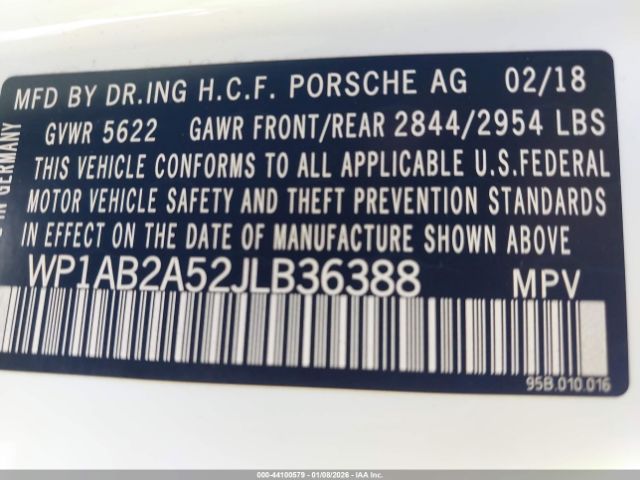 MFD BY DR.ING H.C.F. PORSCHE AG 02/18
GVWR 5622 GAWR FRONT/REAR 2844/2954 LBS
THIS VEHICLE CONFORMS TO ALL APPLICABLE U.S.FEDERAL
MOTOR VEHICLE SAFETY AND THEFT PREVENTION STANDARDS
IN EFFECT ON THE DATE OF MANUFACTURE SHOWN ABOVE
WP1AB2A52JLB36388 MPV
95B.010.016
IN GERMANY
000-44100579 | 01/08/2026 | IAA Inc.